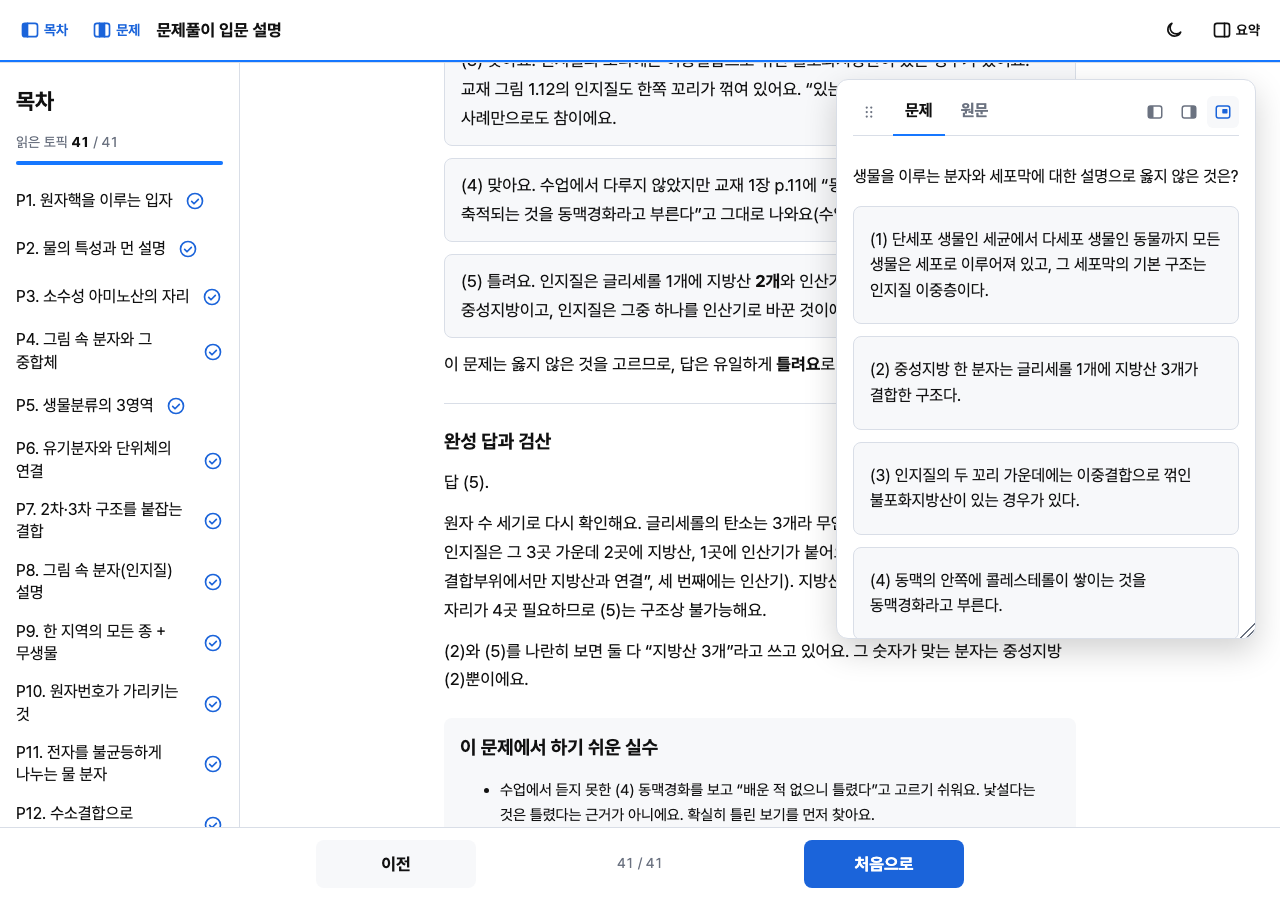 목차
문제
문제풀이 입문 설명
요약
목차
읽은 토픽 41 / 41
P1. 원자핵을 이루는 입자
P2. 물의 특성과 먼 설명
P3. 소수성 아미노산의 자리
P4. 그림 속 분자와 그
중합체
P5. 생물분류의 3영역
P6. 유기분자와 단위체의
연결
P7. 2차·3차 구조를 붙잡는
결합
P8. 그림 속 분자(인지질)
설명
P9. 한 지역의 모든 종 +
무생물
P10. 원자번호가 가리키는
것
P11. 전자를 불균등하게
나누는 물 분자
P12. 수소결합으로
교재 그림 1.12의 인지질도 한쪽 꼬리가 꺾여 있어요. “있는
사례만으로도 참이에요.
(4) 맞아요. 수업에서 다루지 않았지만 교재 1장 p.11에
축적되는 것을 동맥경화라고 부른다”고 그대로 나와요
(5) 틀려요. 인지질은 글리세롤 1개에 지방산 2개와
중성지방이고, 인지질은 그중 하나를 인산기로 바꾼
이 문제는 옳지 않은 것을 고르므로, 답은 유일하게 틀려요로
완성 답과 검산
답 (5).
원자 수 세기로 다시 확인해요. 글리세롤의 탄소는 3개라
인지질은 그 3곳 가운데 2곳에 지방산, 1곳에 인산기가
결합부위에서만 지방산과 연결”, 세 번째에는 인산기).
자리가 4곳 필요하므로 (5)는 구조상 불가능해요.
(2)와 (5)를 나란히 보면 둘 다 “지방산 3개”라고 쓰고 있어요. 그 숫자가 맞는 분자는 중성지방
(2)뿐이에요.
이 문제에서 하기 쉬운 실수
• 수업에서 듣지 못한 (4) 동맥경화를 보고 “배운 적 없으니 틀렸다”고 고르기 쉬워요. 낯설다는
것은 틀렸다는 근거가 아니에요. 확실히 틀린 보기를 먼저 찾아요.
문제
원문
생물을 이루는 분자와 세포막에 대한 설명으로 옳지 않은 것은?
(1) 단세포 생물인 세균에서 다세포 생물인 동물까지 모든
생물은 세포로 이루어져 있고, 그 세포막의 기본 구조는
인지질 이중층이다.
(2) 중성지방 한 분자는 글리세롤 1개에 지방산 3개가
결합한 구조다.
(3) 인지질의 두 꼬리 가운데에는 이중결합으로 꺾인
불포화지방산이 있는 경우가 있다.
(4) 동맥의 안쪽에 콜레스테롤이 쌓이는 것을
동맥경화라고 부른다.
이전
41 / 41
처음으로